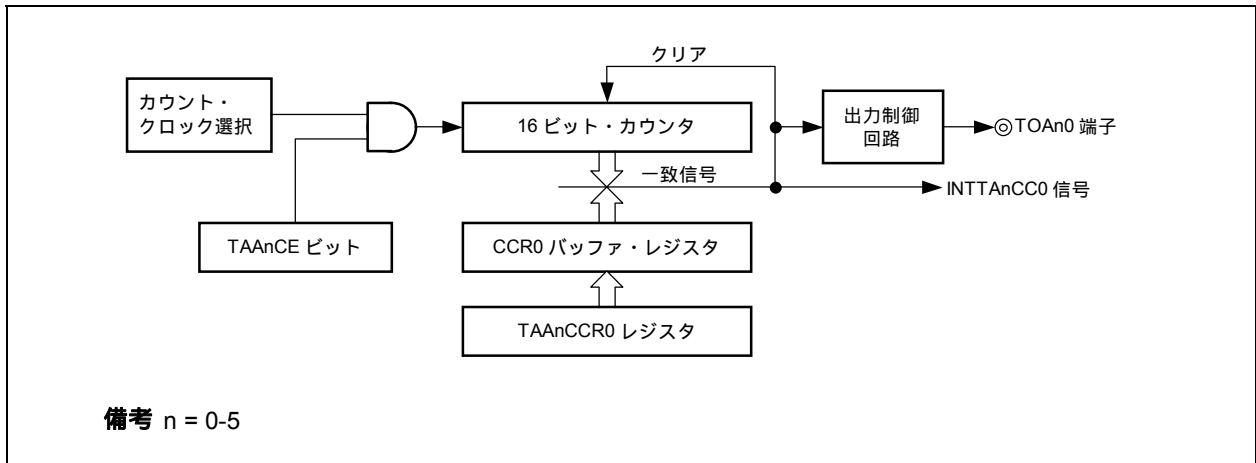 クリア
カウント・
クロック選択
16 ビット・カウンタ
出力制御
回路
TOAn0 端子
一致信号
INTTAnCC0 信号
TAAnCE ビット
CCR0 バッファ・レジスタ
TAAnCCR0 レジスタ
備考 n = 0-5